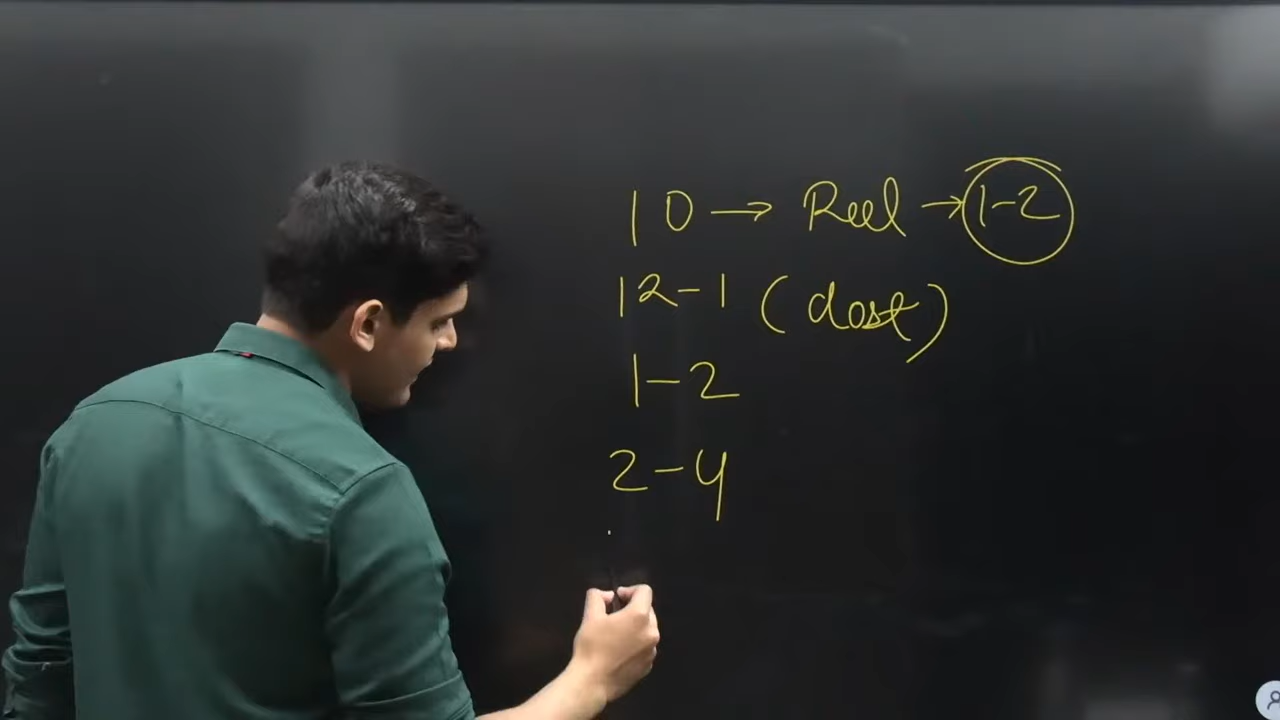 10 → Reel → 1-2
12-1 (dost)
1-2
2-4